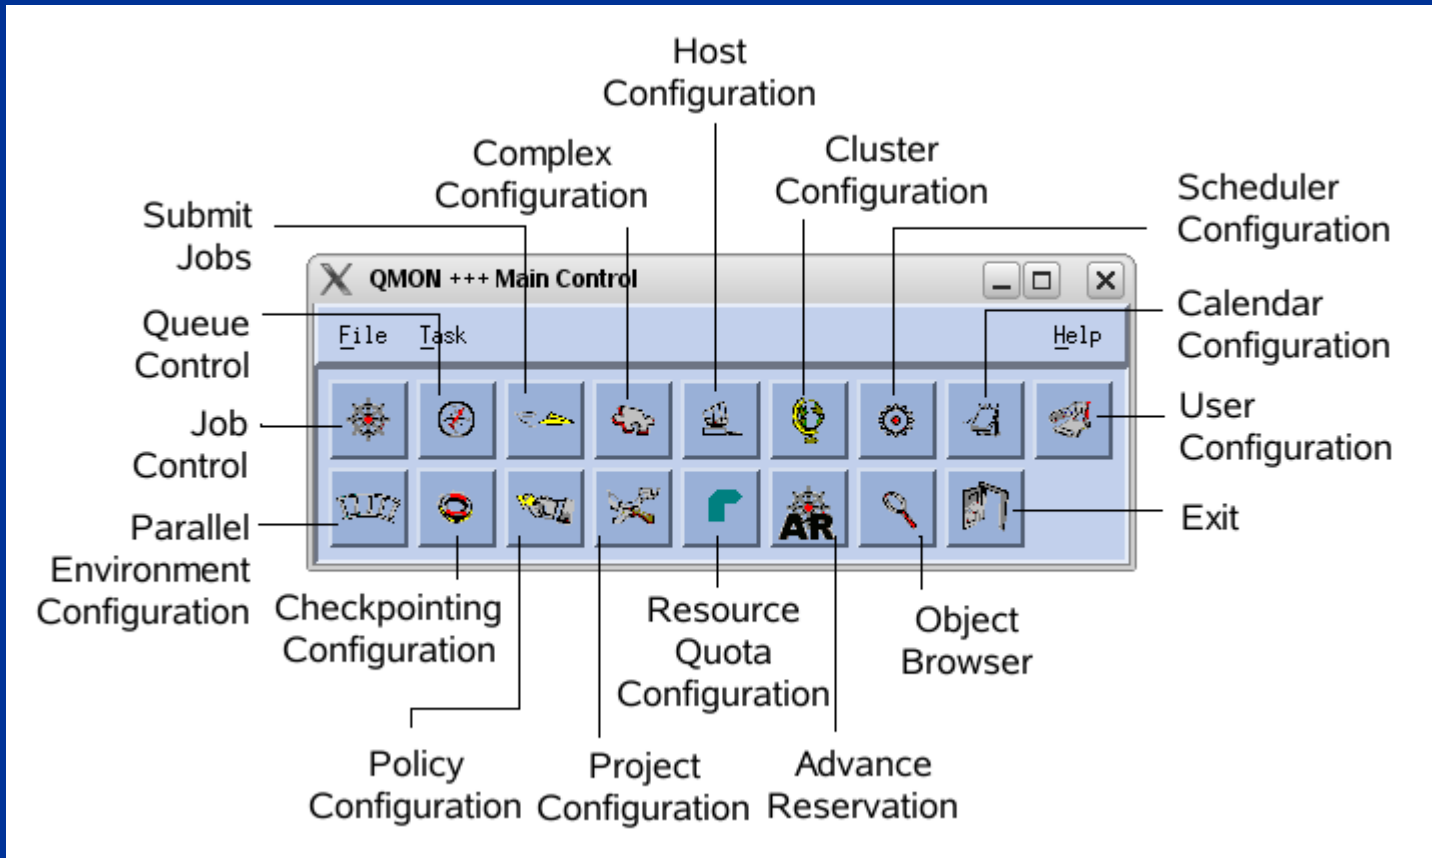 Host
Configuration
Complex
Configuration
Cluster
Configuration
Submit
Jobs
Scheduler
Configuration
QMON +++ Main Control
Queue
Control
File Task Help
Calendar
Configuration
Job
Control
User
Configuration
Parallel
Environment
Configuration
AR
Exit
Checkpointing
Configuration
Resource
Quota
Configuration
Object
Browser
Policy
Configuration
Project
Configuration
Advance
Reservation